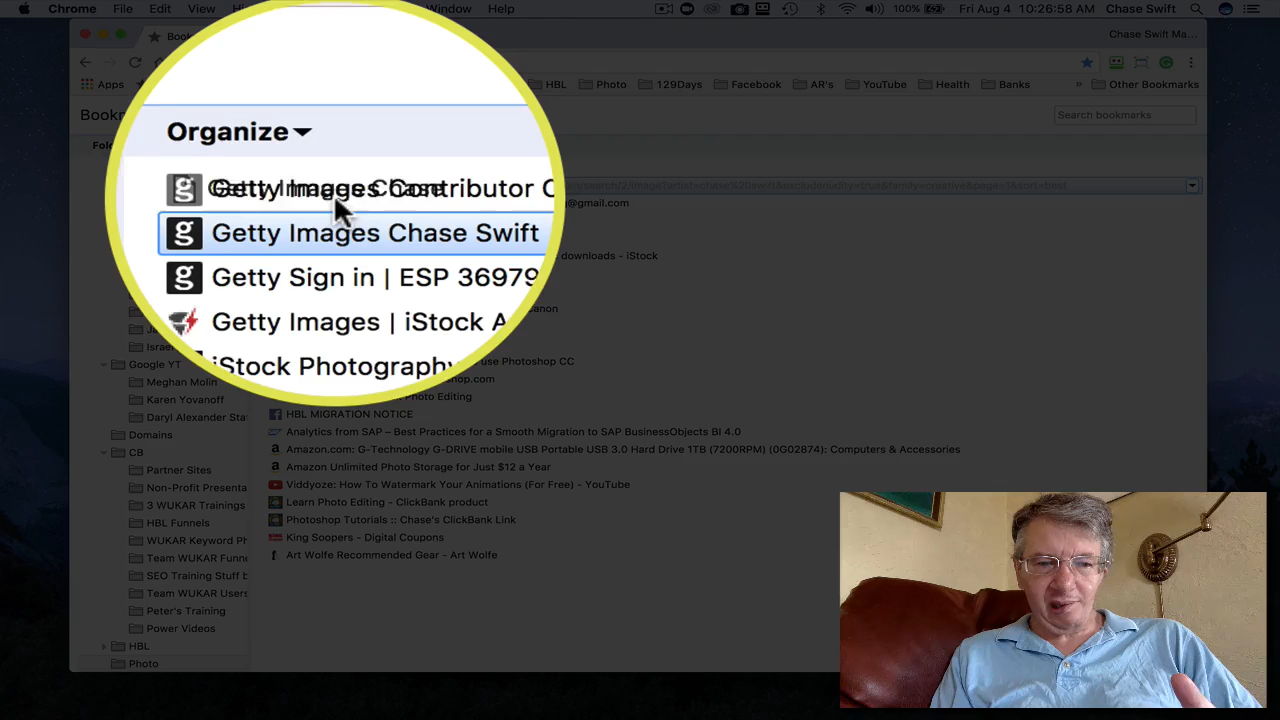 Chrome File Edit View Window Help 100% Fri Aug 4 10:26:58 AM Chase Swift
Chase Swift Ma...
Apps HBL Photo 129Days Facebook AR's YouTube Health Banks » Other Bookmarks
Search bookmarks
Organize
Getty Images Contributor
Getty Images Chase Swift
Getty Sign in | ESP 36979
Getty Images | iStock A
iStock Photography
g@gmail.com
downloads - iStock
Canon
use Photoshop CC
shop.com
Photo Editing
HBL MIGRATION NOTICE
Analytics from SAP – Best Practices for a Smooth Migration to SAP BusinessObjects BI 4.0
Amazon.com: G-Technology G-DRIVE mobile USB Portable USB 3.0 Hard Drive 1TB (7200RPM) (0G02874): Computers & Accessories
Amazon Unlimited Photo Storage for Just $12 a Year
Viddyoze: How To Watermark Your Animations (For Free) - YouTube
Learn Photo Editing - ClickBank product
Photoshop Tutorials :: Chase's ClickBank Link
King Soopers - Digital Coupons
Art Wolfe Recommended Gear - Art Wolfe
Google YT
Meghan Molin
Karen Yovanoff
Daryl Alexander Sta
Domains
CB
Partner Sites
Non-Profit Presenta
3 WUKAR Trainings
HBL Funnels
WUKAR Keyword Ph
Team WUKAR Funne
SEO Training Stuff b
Team WUKAR Users
Peter's Training
Power Videos
HBL
Photo